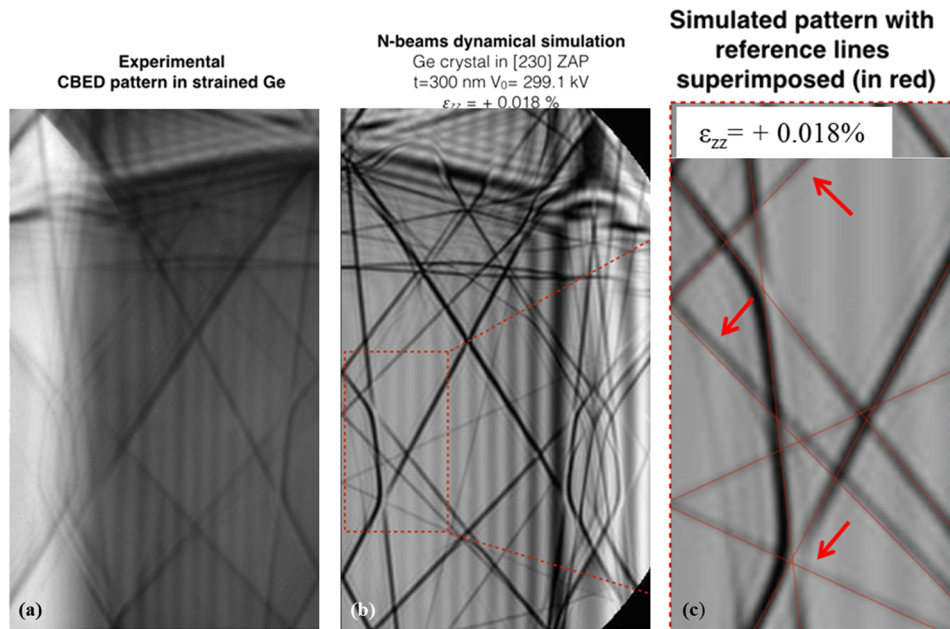 Experimental
CBED pattern in strained Ge
N-beams dynamical simulation
Ge crystal in [230] ZAP
t=300 nm V₀= 299.1 kV
εzz = + 0.018 %
Simulated pattern with
reference lines
superimposed (in red)
εzz= + 0.018%
(a)
(b)
(c)